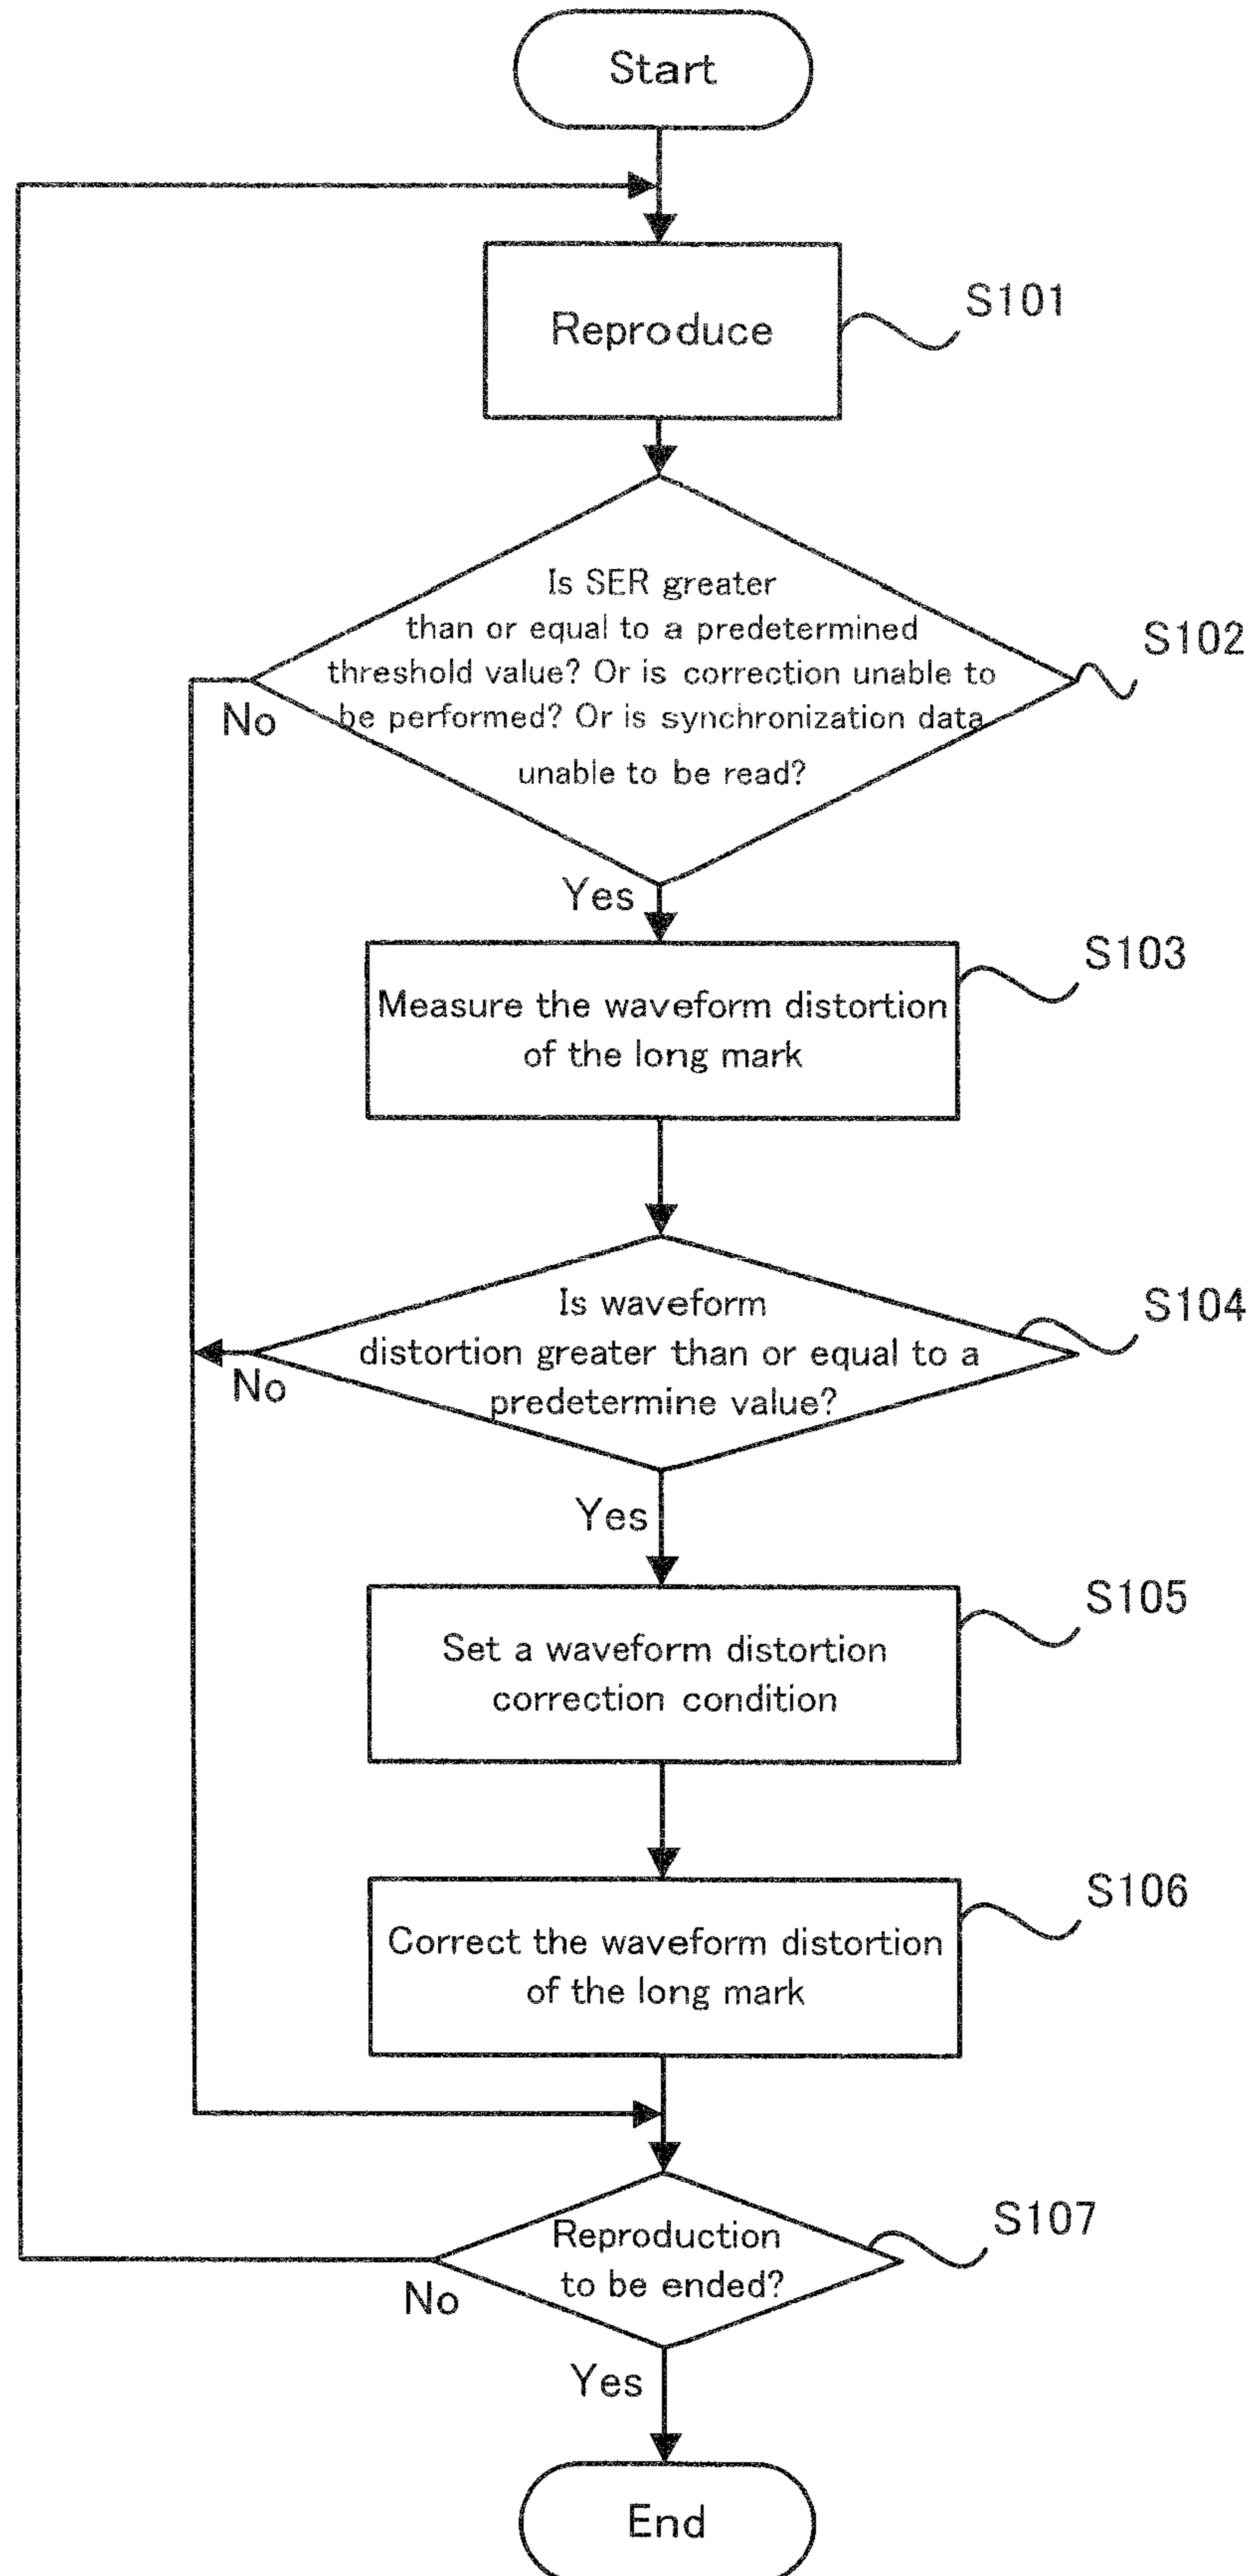 Start
Reproduce
S101
Is SER greater
than or equal to a predetermined
threshold value? Or is correction unable to
be performed? Or is synchronization data
unable to be read?
S102
No
Yes
Measure the waveform distortion
of the long mark
S103
Is waveform
distortion greater than or equal to a
predetermine value?
S104
No
Yes
Set a waveform distortion
correction condition
S105
Correct the waveform distortion
of the long mark
S106
Reproduction
to be ended?
S107
No
Yes
End